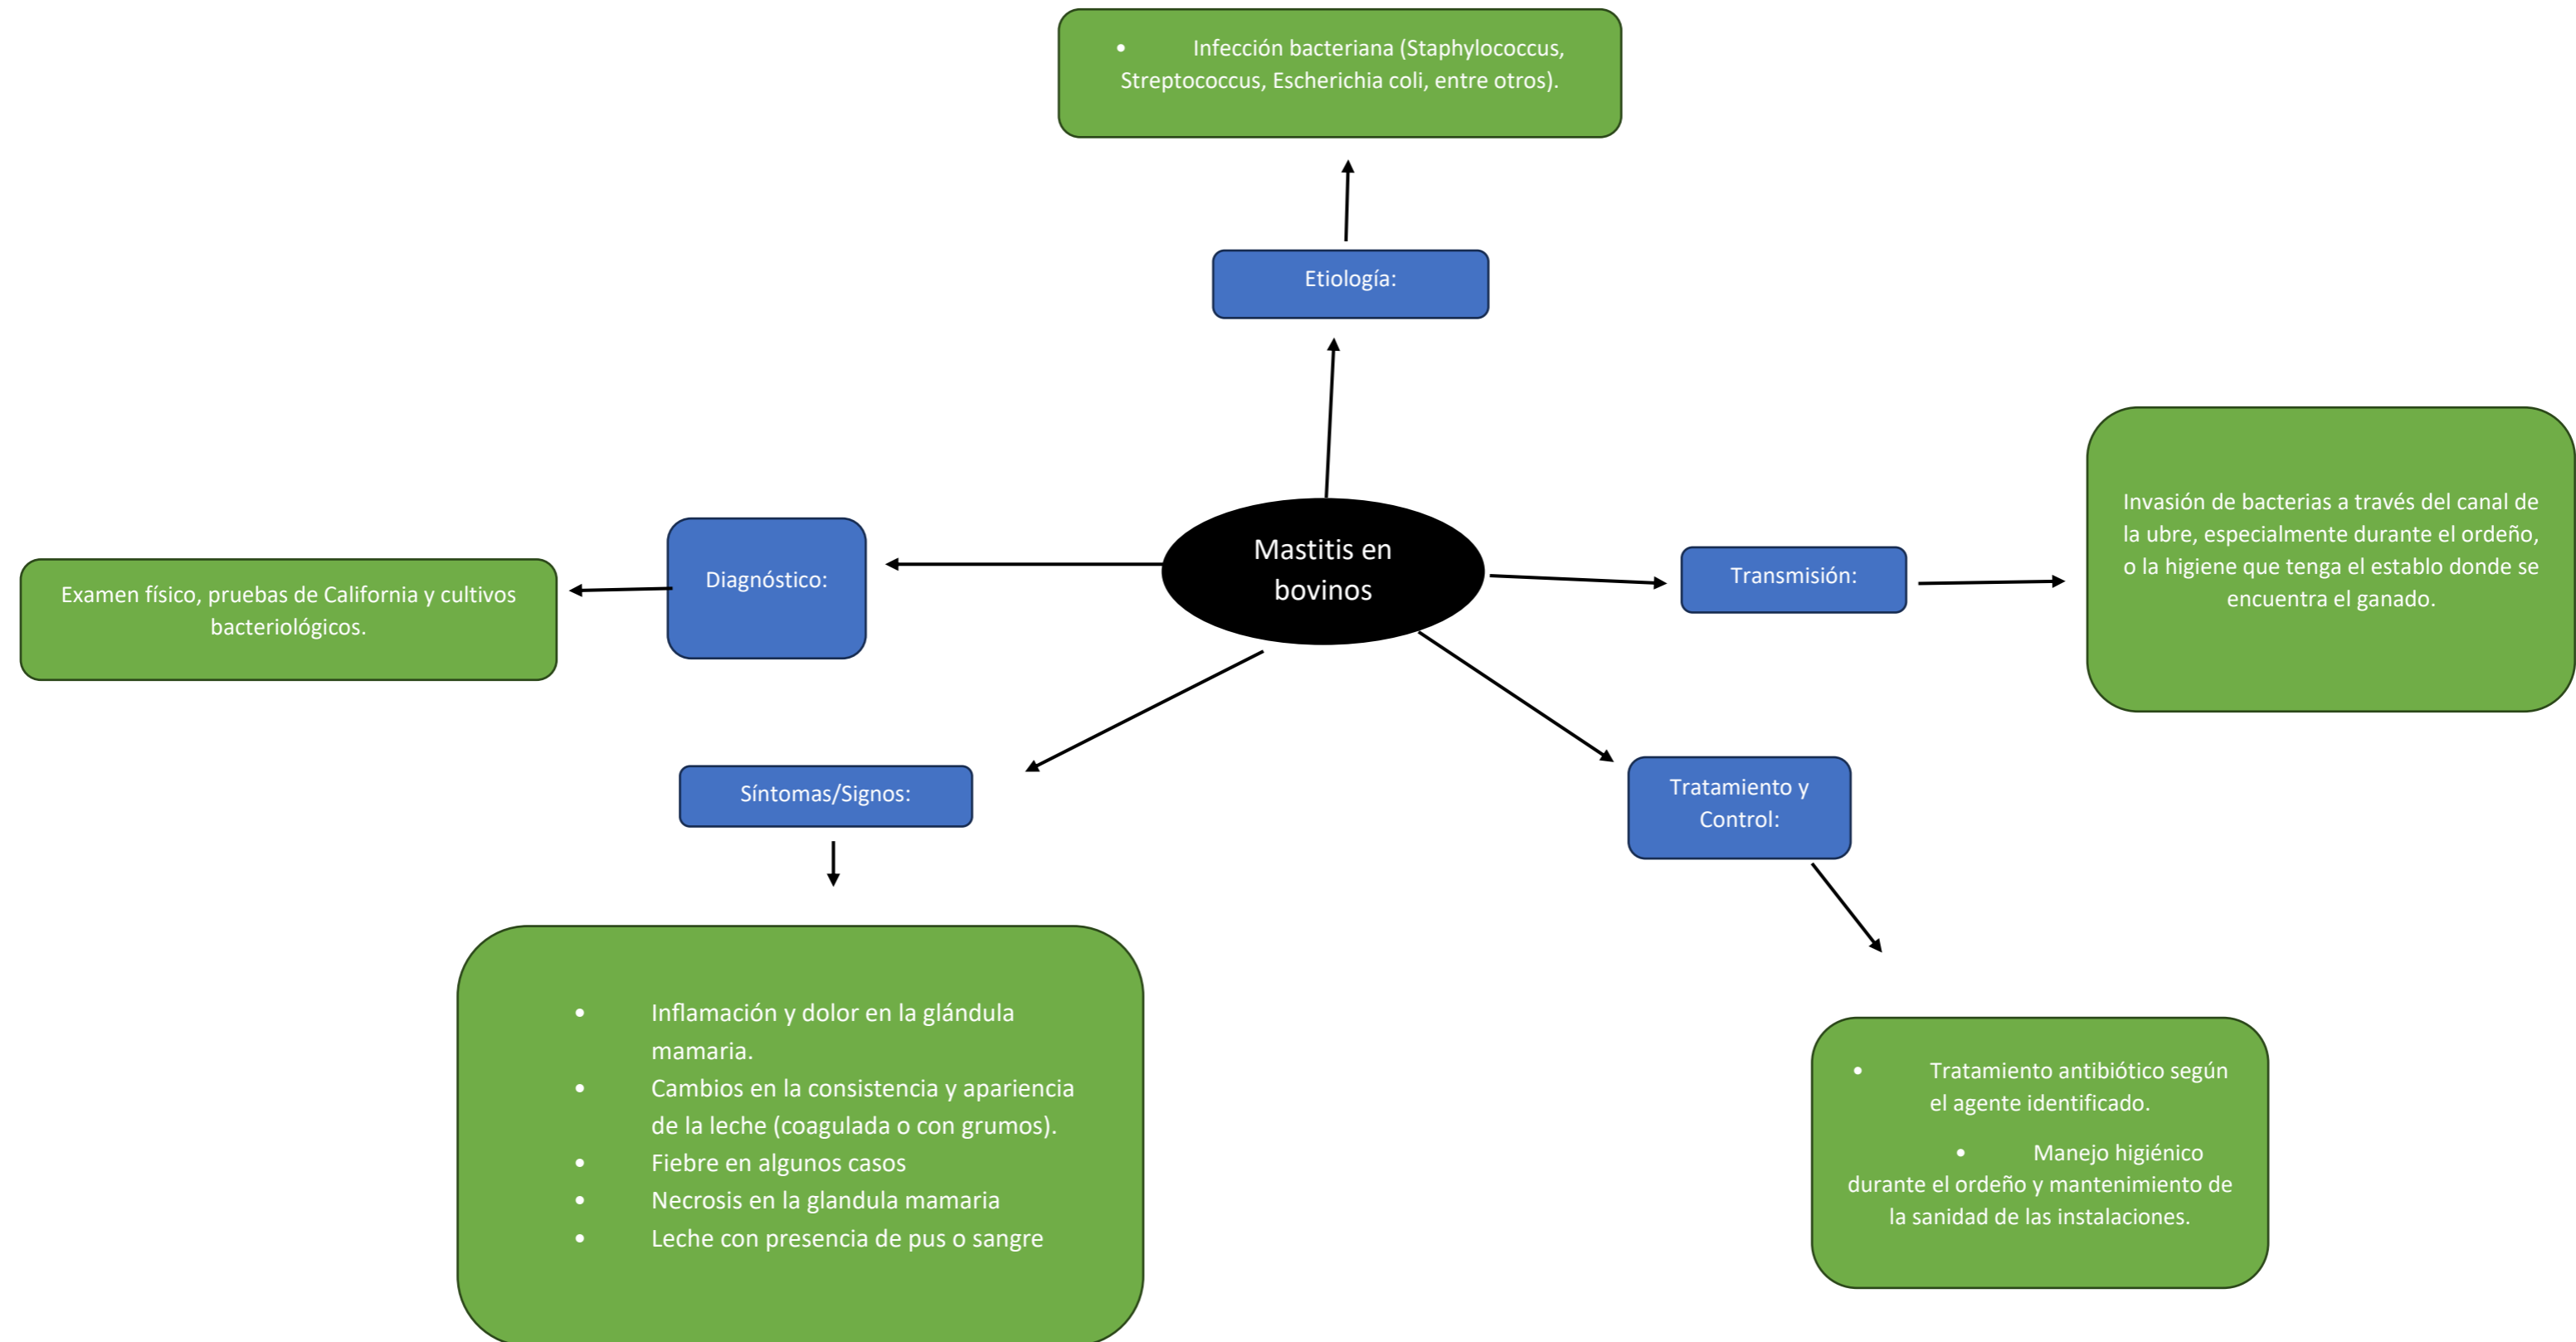 • Infección bacteriana (Staphylococcus,
Streptococcus, Escherichia coli, entre otros).
Etiología:
Mastitis en
bovinos
Diagnóstico:
Examen físico, pruebas de California y cultivos
bacteriológicos.
Transmisión:
Invasión de bacterias a través del canal de
la ubre, especialmente durante el ordeño,
o la higiene que tenga el establo donde se
encuentra el ganado.
Síntomas/Signos:
• Inflamación y dolor en la glándula
mamaria.
• Cambios en la consistencia y apariencia
de la leche (coagulada o con grumos).
• Fiebre en algunos casos
• Necrosis en la glandula mamaria
• Leche con presencia de pus o sangre
Tratamiento y
Control:
• Tratamiento antibiótico según
el agente identificado.
• Manejo higiénico
durante el ordeño y mantenimiento de
la sanidad de las instalaciones.